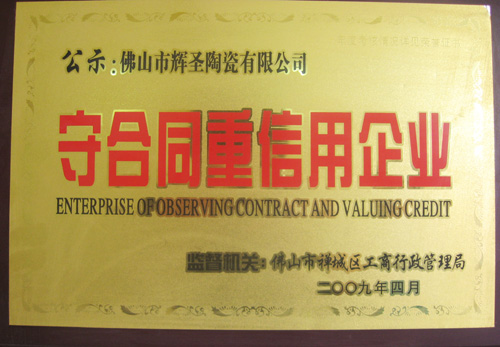 公示:佛山市辉圣陶瓷有限公司
守合同重信用企业
ENTERPRISE OF OBSERVING CONTRACT AND VALUING CREDIT
监督机关:佛山市禅城区工商行政管理局
二〇〇九年四月